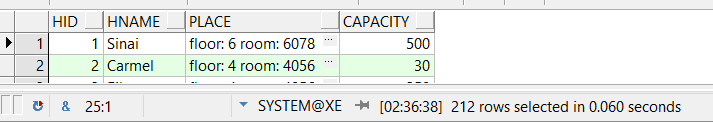 HID HNAME PLACE CAPACITY
1 1 Sinai floor: 6 room: 6078 ... 500
2 2 Carmel floor: 4 room: 4056 ... 30
& 25:1 SYSTEM@XE [02:36:38] 212 rows selected in 0.060 seconds